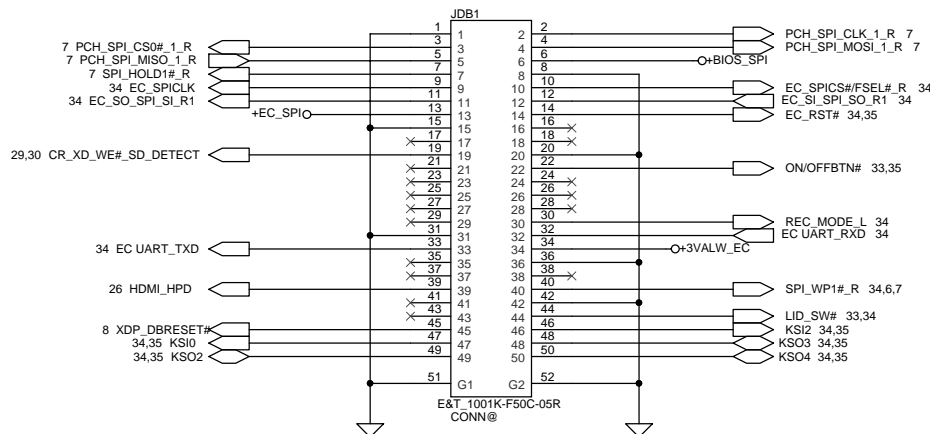 JDB1
1 1 2 2 PCH_SPI_CLK_1_R 7
7 PCH_SPI_CS0#_1_R 3 3 4 4 PCH_SPI_MOSI_1_R 7
7 PCH_SPI_MISO_1_R 5 5 6 6 +BIOS_SPI
7 SPI_HOLD1#_R 7 7 8 8
34 EC_SPICLK 9 9 10 10 EC_SPICS#/FSEL#_R 34
34 EC_SO_SPI_SI_R1 11 11 12 12 EC_SI_SPI_SO_R1 34
+EC_SPI 13 13 14 14 EC_RST# 34,35
15 15 16 16
17 17 18 18
29,30 CR_XD_WE#_SD_DETECT 19 19 20 20
21 21 22 22 ON/OFFBTN# 33,35
23 23 24 24
25 25 26 26
27 27 28 28
29 29 30 30 REC_MODE_L 34
31 31 32 32 EC UART_RXD 34
34 EC UART_TXD 33 33 34 34 +3VALW_EC
35 35 36 36
37 37 38 38
26 HDMI_HPD 39 39 40 40 SPI_WP1#_R 34,6,7
41 41 42 42
43 43 44 44 LID_SW# 33,34
8 XDP_DBRESET# 45 45 46 46 KSI2 34,35
34,35 KSI0 47 47 48 48 KSO3 34,35
34,35 KSO2 49 49 50 50 KSO4 34,35
51 G1 G2 52
E&T_1001K-F50C-05R
CONN@